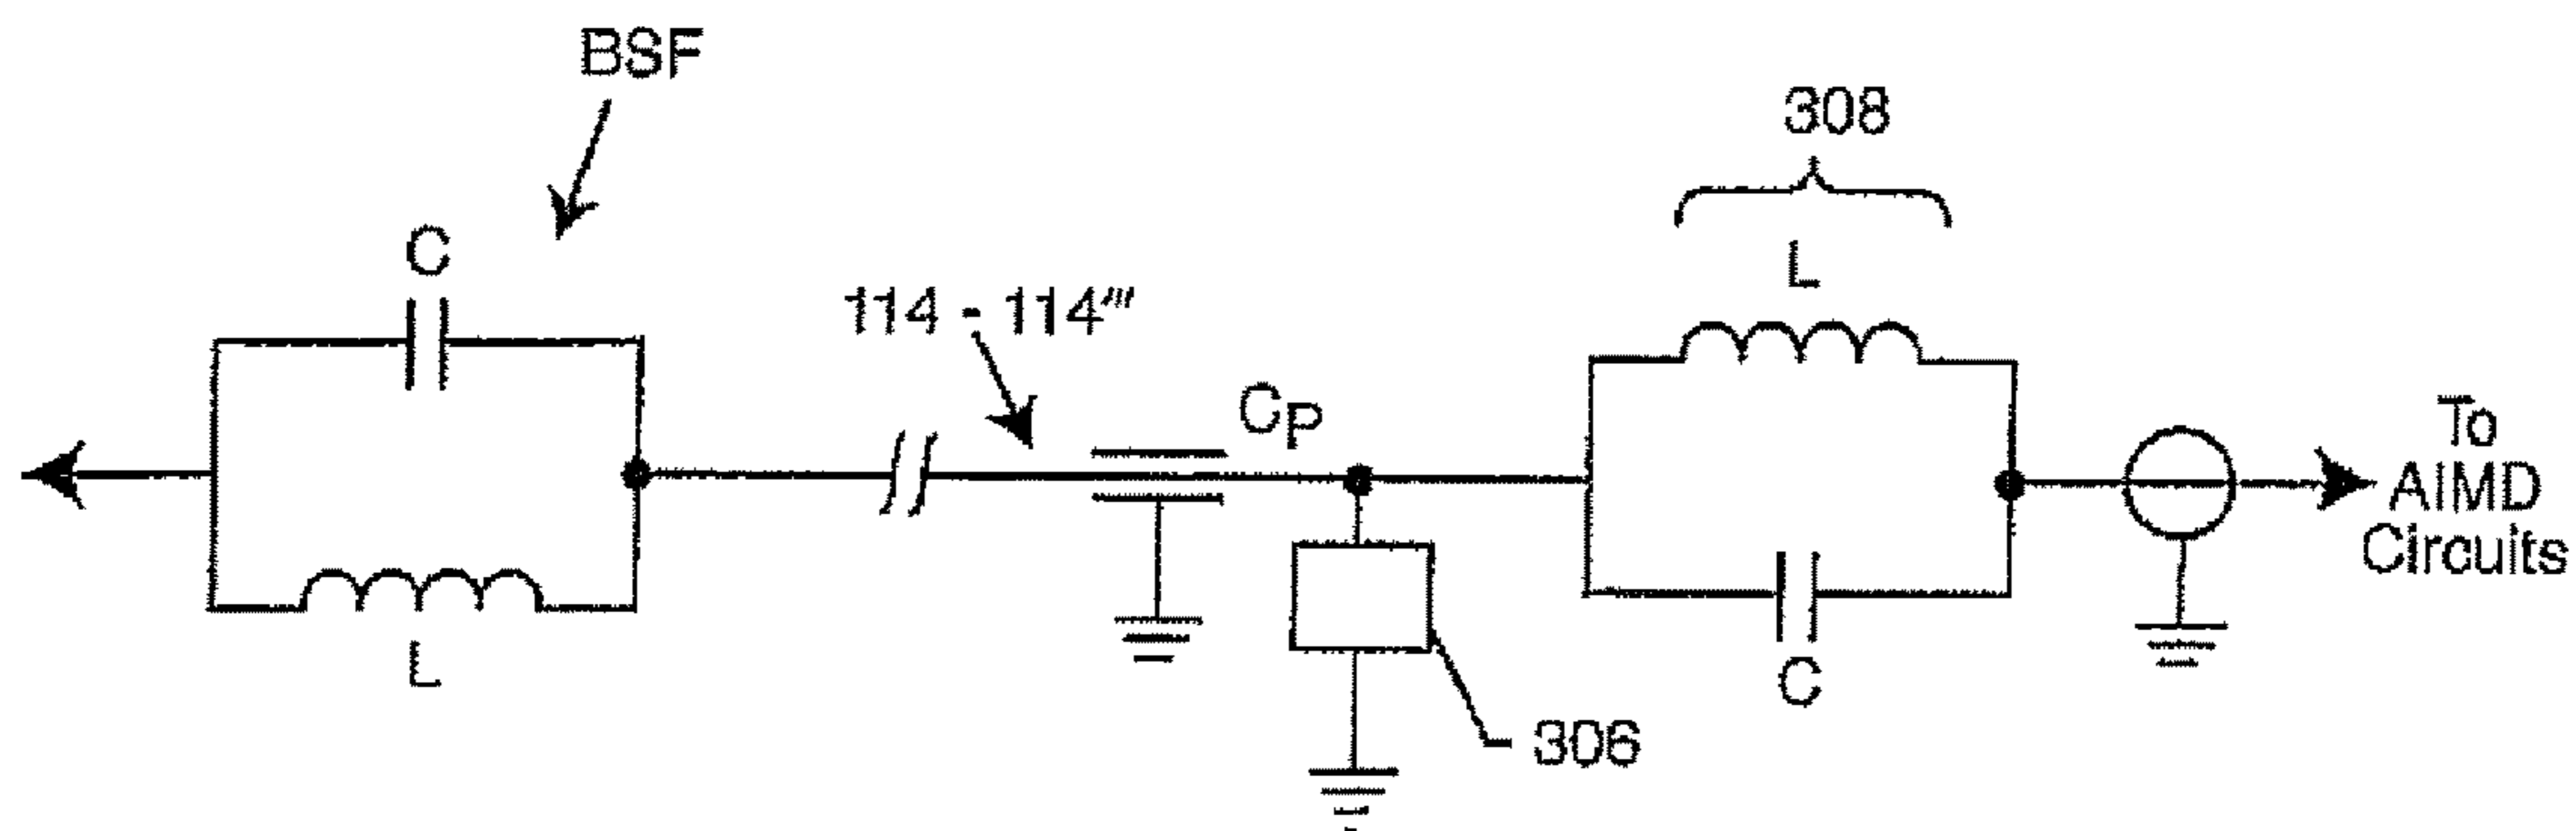 BSF
308
C
L
114 - 114'''
CP
To
AIMD
Circuits
L
C
306